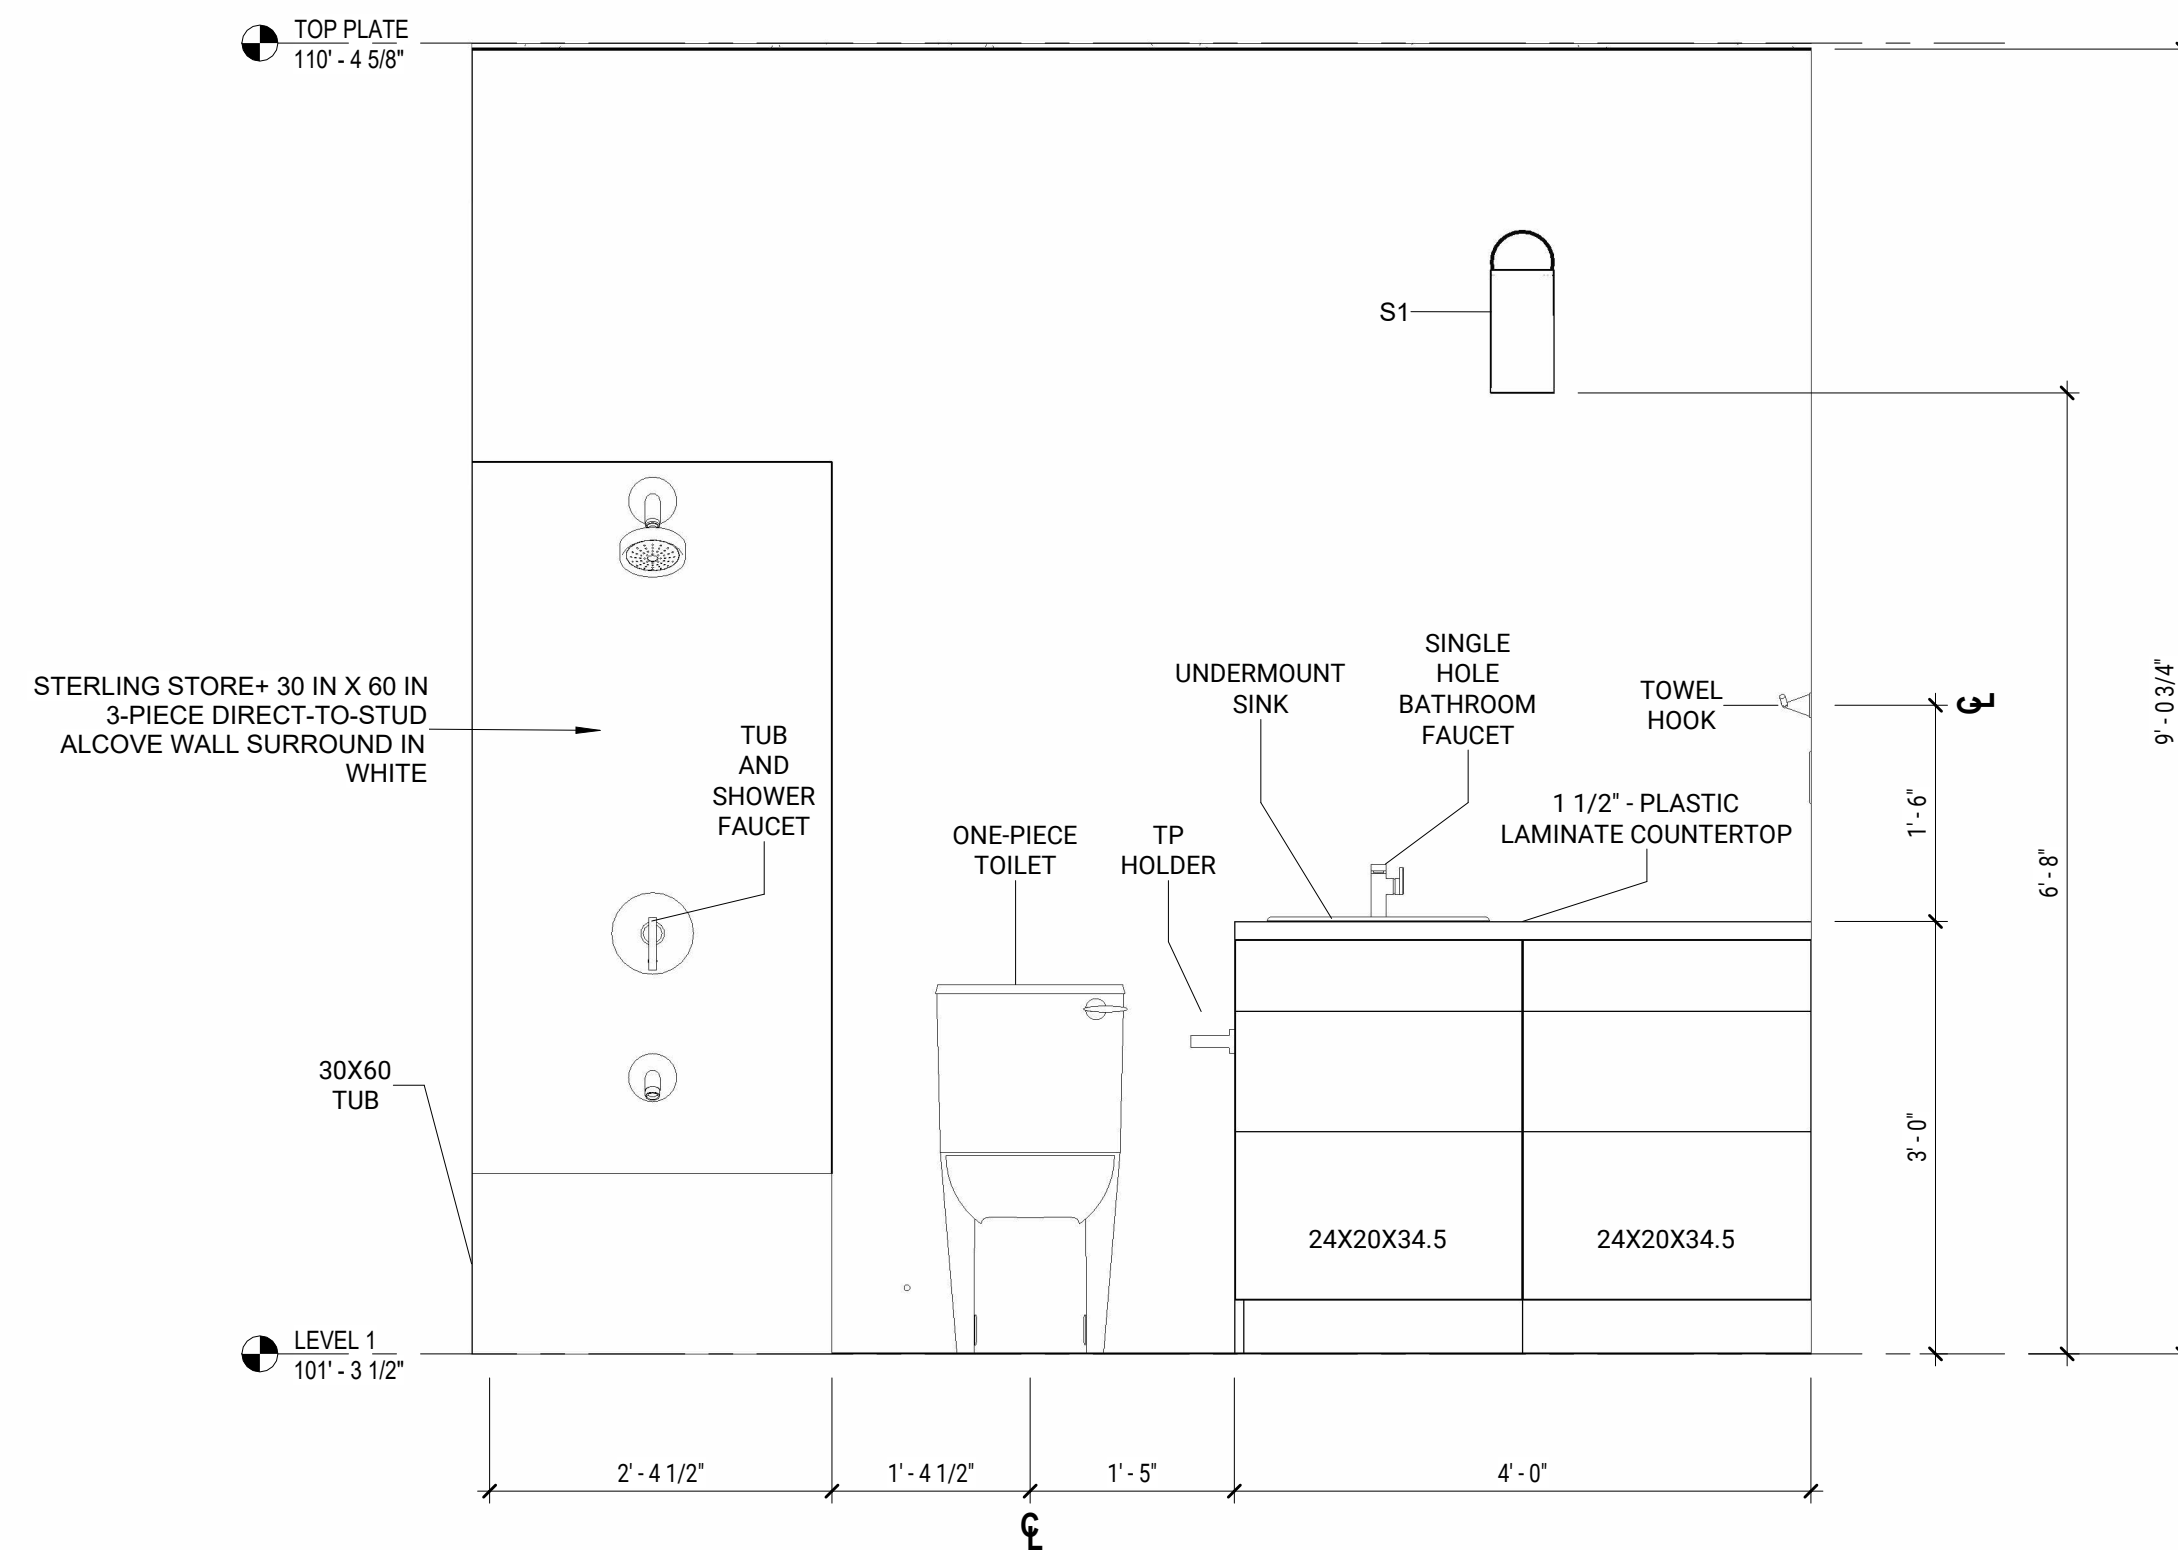 TOP PLATE
110' - 4 5/8"
S1
STERLING STORE+ 30 IN X 60 IN
3-PIECE DIRECT-TO-STUD
ALCOVE WALL SURROUND IN
WHITE
TUB
AND
SHOWER
FAUCET
ONE-PIECE
TOILET
TP
HOLDER
UNDERMOUNT
SINK
SINGLE
HOLE
BATHROOM
FAUCET
TOWEL
HOOK
1 1/2" - PLASTIC
LAMINATE COUNTERTOP
CL
1' - 6"
6' - 8"
9' - 0 3/4"
3' - 0"
30X60
TUB
24X20X34.5
24X20X34.5
LEVEL 1
101' - 3 1/2"
2' - 4 1/2"
1' - 4 1/2"
1' - 5"
4' - 0"
CL